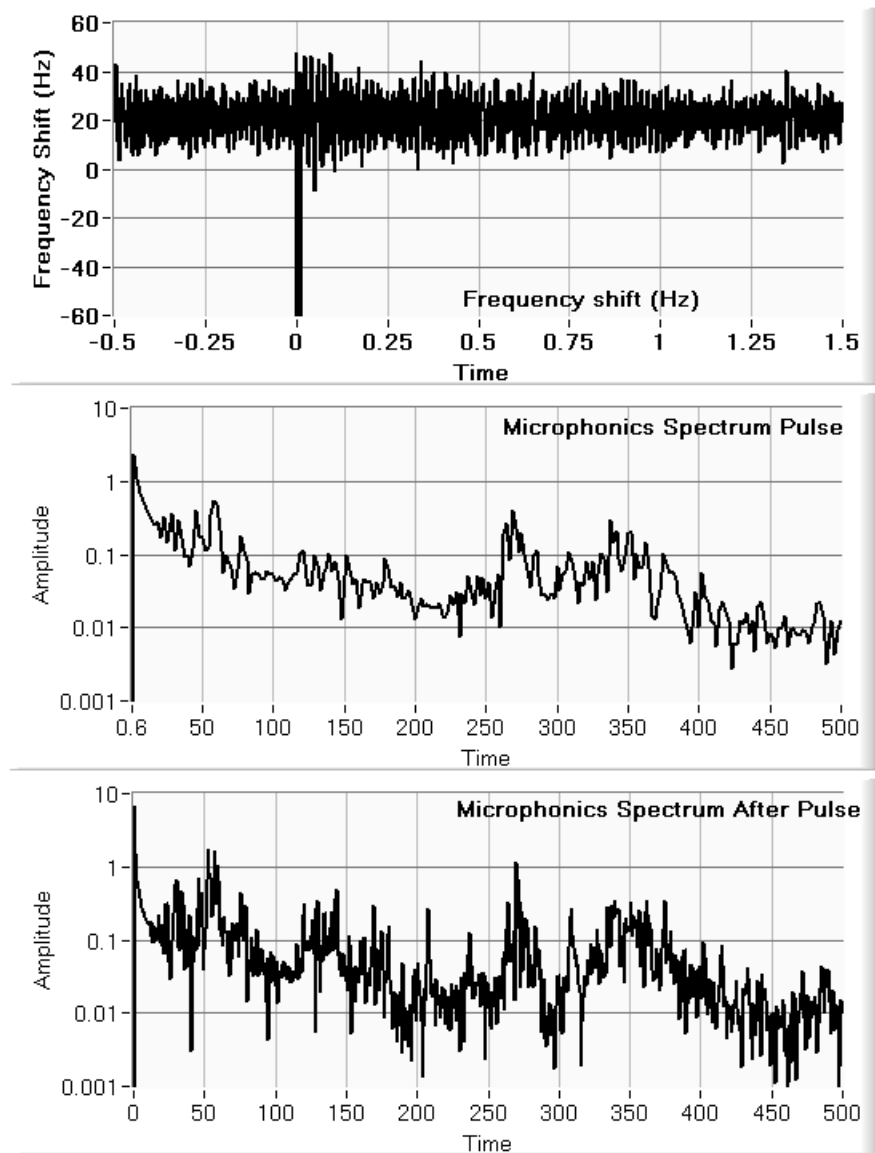 60
40
20
0
-20
-40
-60
Frequency Shift (Hz)
Frequency shift (Hz)
-0.5 -0.25 0 0.25 0.5 0.75 1 1.25 1.5
Time
Microphonics Spectrum Pulse
10
1
0.1
0.01
0.001
Amplitude
0.6 50 100 150 200 250 300 350 400 450 500
Time
Microphonics Spectrum After Pulse
10
1
0.1
0.01
0.001
Amplitude
0 50 100 150 200 250 300 350 400 450 500
Time